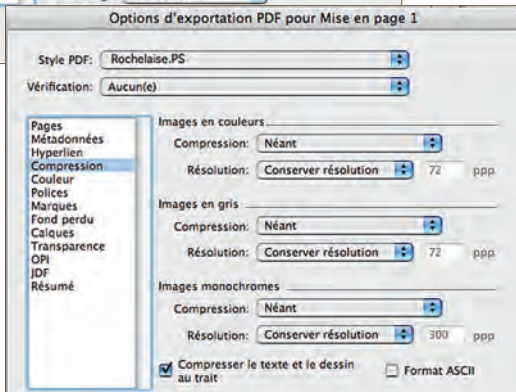 Options d'exportation PDF pour Mise en page 1
Style PDF: Rochelaise.PS
Vérification: Aucun(e)
Pages
Métadonnées
Hyperlien
Compression
Couleur
Polices
Marques
Fond perdu
Calques
Transparence
OPI
JDF
Résumé
Images en couleurs
Compression: Néant
Résolution: Conserver résolution 72 ppp
Images en gris
Compression: Néant
Résolution: Conserver résolution 72 ppp
Images monochromes
Compression: Néant
Résolution: Conserver résolution 300 ppp
Compresser le texte et le dessin
au trait
Format ASCII